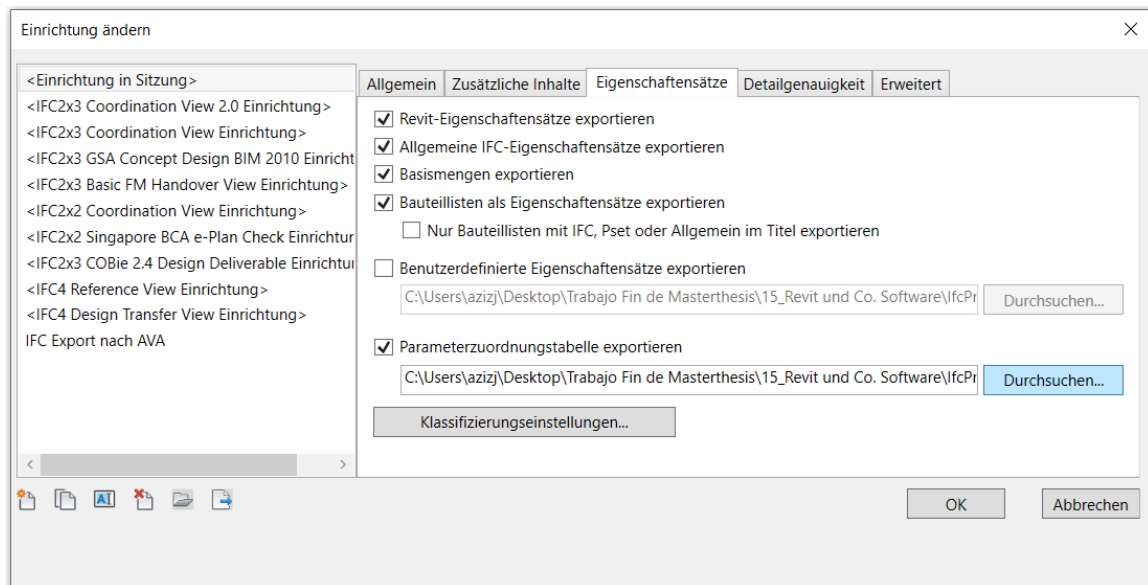 Einrichtung ändern
<Einrichtung in Sitzung>
<IFC2x3 Coordination View 2.0 Einrichtung>
<IFC2x3 Coordination View Einrichtung>
<IFC2x3 GSA Concept Design BIM 2010 Einricht
<IFC2x3 Basic FM Handover View Einrichtung>
<IFC2x2 Coordination View Einrichtung>
<IFC2x2 Singapore BCA e-Plan Check Einrichtur
<IFC2x3 COBie 2.4 Design Deliverable Einrichtu
<IFC4 Reference View Einrichtung>
<IFC4 Design Transfer View Einrichtung>
IFC Export nach AVA
Allgemein Zusätzliche Inhalte Eigenschaftensätze Detailgenauigkeit Erweitert
Revit-Eigenschaftensätze exportieren
Allgemeine IFC-Eigenschaftensätze exportieren
Basismengen exportieren
Bauteillisten als Eigenschaftensätze exportieren
Nur Bauteillisten mit IFC, Pset oder Allgemein im Titel exportieren
Benutzerdefinierte Eigenschaftensätze exportieren
C:\Users\azizj\Desktop\Trabajo Fin de Masterthesis\15_Revit und Co. Software\IfcPr Durchsuchen...
Parameterzuordnungstabelle exportieren
C:\Users\azizj\Desktop\Trabajo Fin de Masterthesis\15_Revit und Co. Software\IfcPr Durchsuchen...
Klassifizierungseinstellungen...
OK Abbrechen